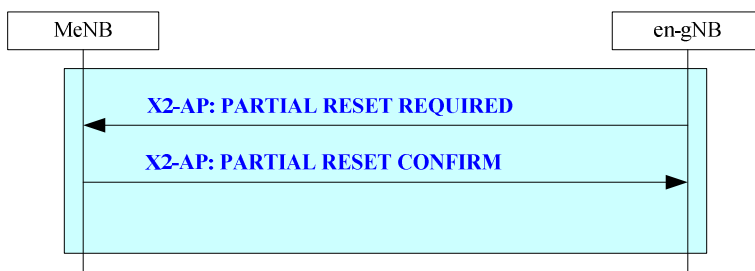 MeNB
en-gNB
X2-AP: PARTIAL RESET REQUIRED
X2-AP: PARTIAL RESET CONFIRM